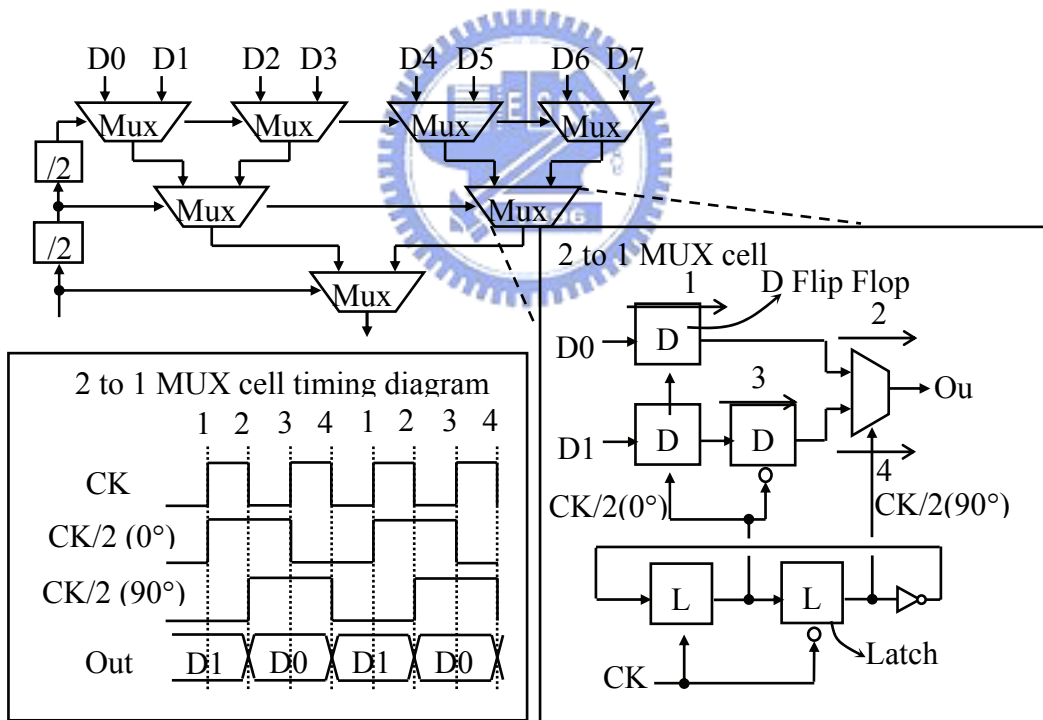 D0 D1 D2 D3 D4 D5 D6 D7
Mux Mux Mux Mux
/2
Mux Mux
/2
Mux
2 to 1 MUX cell
1
D Flip Flop
2
D0 D
Ou
3
D1 D D
4
CK/2(0°) CK/2(90°)
L L
Latch
CK
2 to 1 MUX cell timing diagram
1 2 3 4 1 2 3 4
CK
CK/2 (0°)
CK/2 (90°)
Out D1 D0 D1 D0